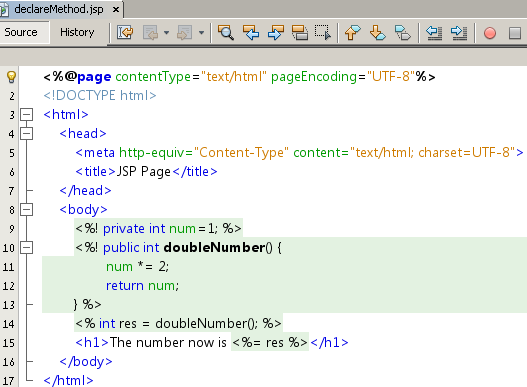 declareMethod.jsp
Source History
<%@page contentType="text/html" pageEncoding="UTF-8"%>
2 <!DOCTYPE html>
3 <html>
4 <head>
5 <meta http-equiv="Content-Type" content="text/html; charset=UTF-8">
6 <title>JSP Page</title>
7 </head>
8 <body>
9 <%! private int num=1; %>
10 <%! public int doubleNumber() {
11 num *= 2;
12 return num;
13 } %>
14 <% int res = doubleNumber(); %>
15 <h1>The number now is <%= res %></h1>
16 </body>
17 </html>